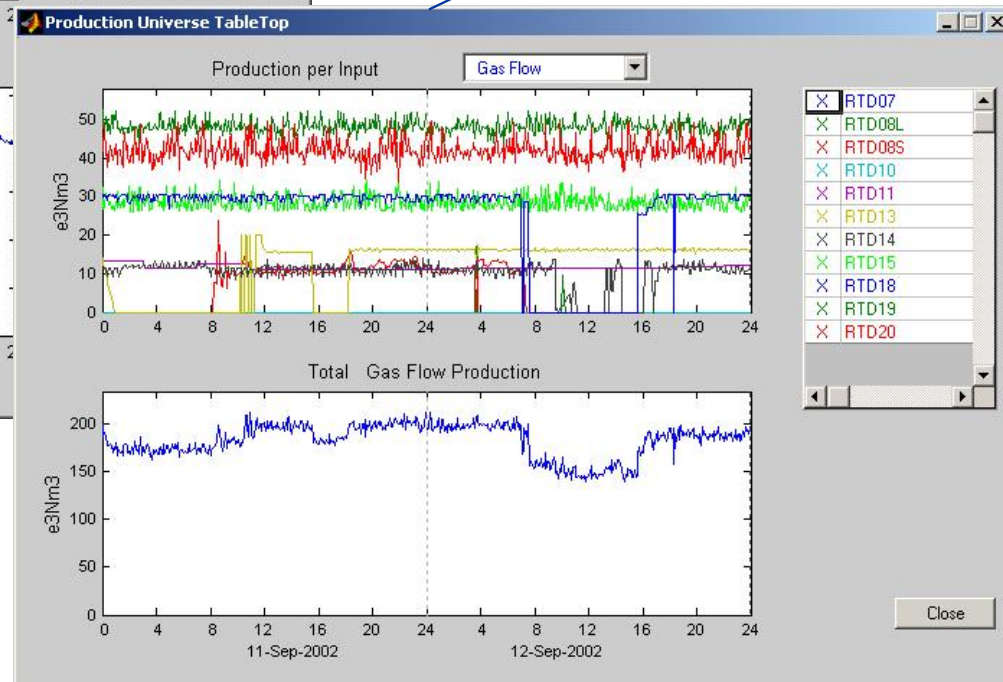 Production Universe TableTop
Production per Input
Gas Flow
50
40
30
20
10
0
e3Nm3
0 4 8 12 16 20 24 4 8 12 16 20 24
X RTD07
X RTD08L
X RTD08S
X RTD10
X RTD11
X RTD13
X RTD14
X RTD15
X RTD18
X RTD19
X RTD20
Total Gas Flow Production
200
150
100
50
0
e3Nm3
0 4 8 12 16 20 24 4 8 12 16 20 24
11-Sep-2002 12-Sep-2002
Close